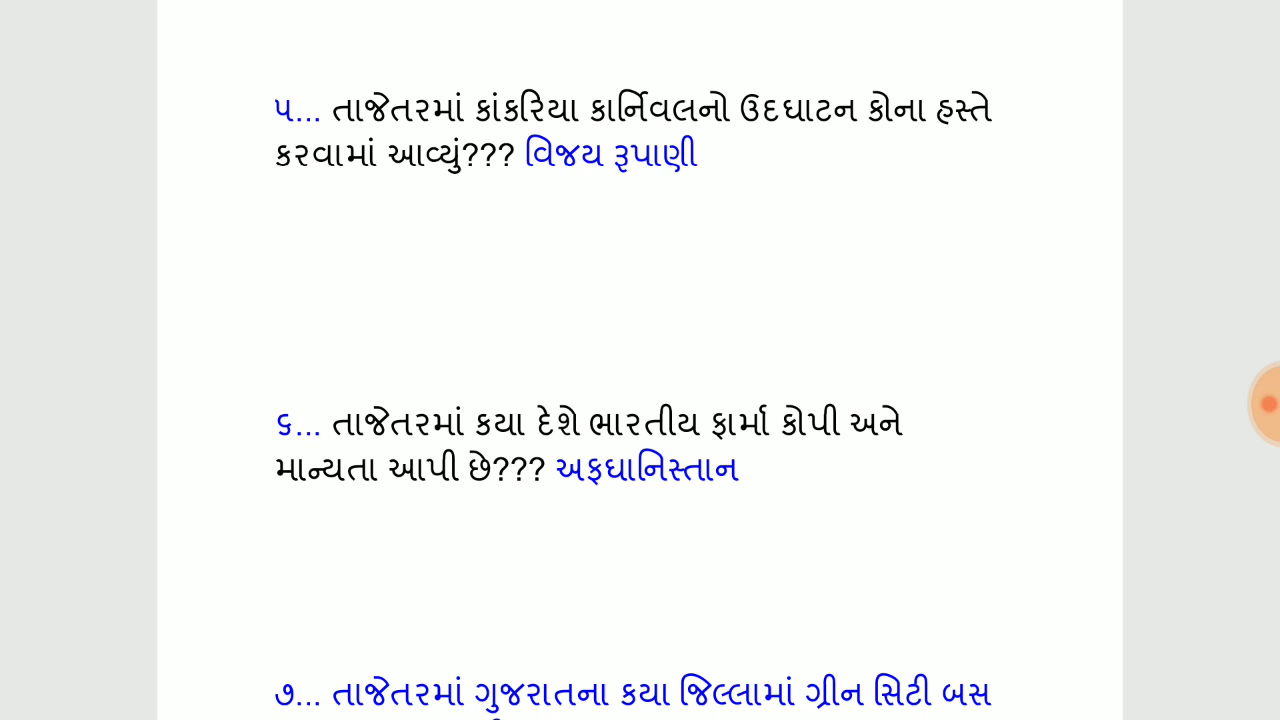 ૫... તાજેતરમાં કાંકરિયા કાર્નિવલનો ઉદઘાટન કોના હસ્તે
કરવામાં આવ્યું??? વિજય રૂપાણી
૬... તાજેતરમાં કયા દેશે ભારતીય ફાર્મા કોપી અને
માન્યતા આપી છે??? અફઘાનિસ્તાન
૭... તાજેતરમાં ગુજરાતના કયા જિલ્લામાં ગ્રીન સિટી બસ